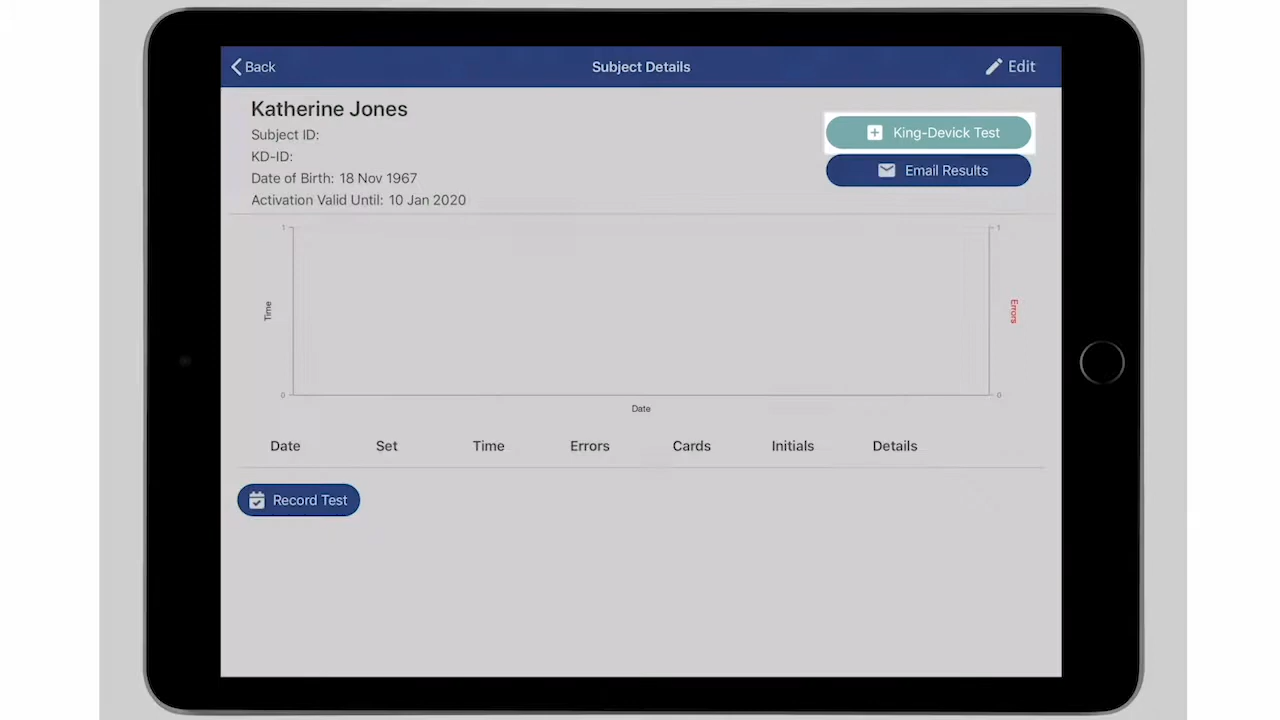 Back
Subject Details
Edit
Katherine Jones
Subject ID:
KD-ID:
Date of Birth: 18 Nov 1967
Activation Valid Until: 10 Jan 2020
King-Devick Test
Email Results
1
1
Time
Errors
0
0
Date
Date Set Time Errors Cards Initials Details
Record Test